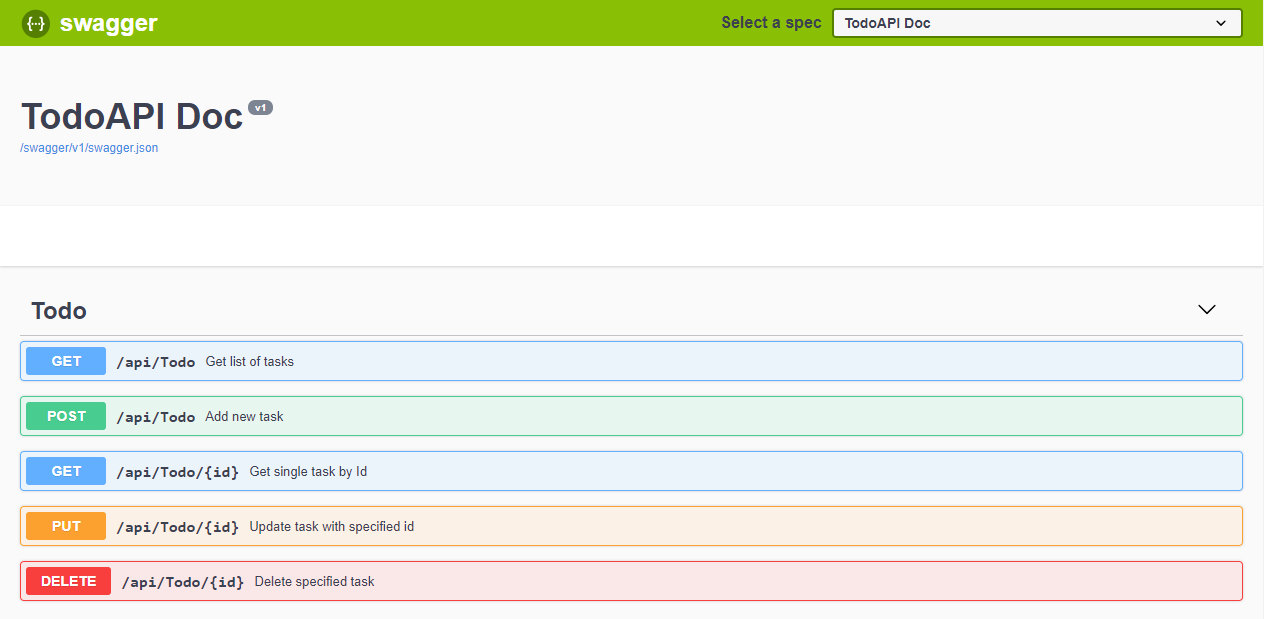 {···} swagger Select a spec TodoAPI Doc
TodoAPI Doc v1
/swagger/v1/swagger.json
Todo
GET /api/Todo Get list of tasks
POST /api/Todo Add new task
GET /api/Todo/{id} Get single task by Id
PUT /api/Todo/{id} Update task with specified id
DELETE /api/Todo/{id} Delete specified task